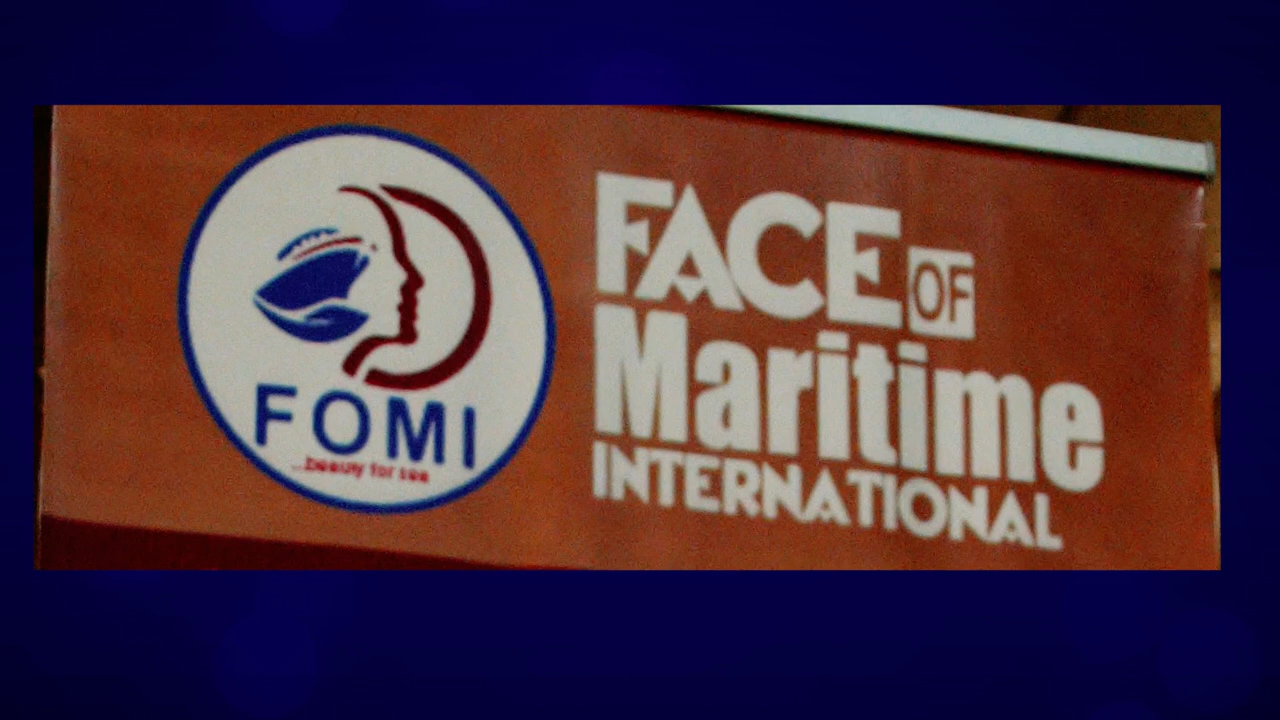 FOMI
...beauty for sea
FACE OF
Maritime
INTERNATIONAL